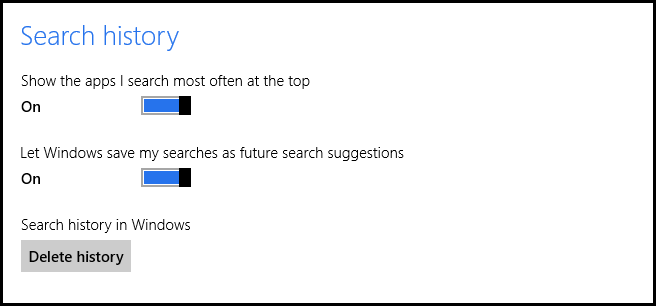 Search history
Show the apps I search most often at the top
On
Let Windows save my searches as future search suggestions
On
Search history in Windows
Delete history